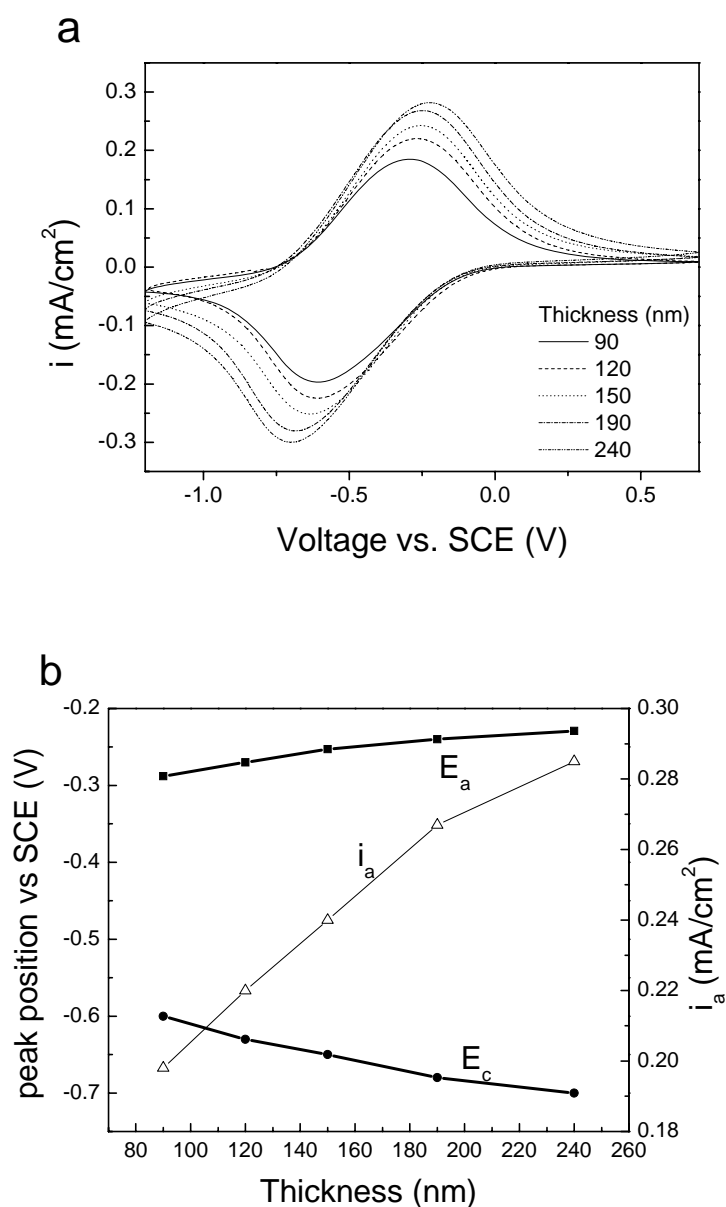 a
0.3
0.2
0.1
0.0
-0.1
-0.2
-0.3
i (mA/cm²)
Thickness (nm)
90
120
150
190
240
-1.0 -0.5 0.0 0.5
Voltage vs. SCE (V)
b
-0.2
-0.3
-0.4
-0.5
-0.6
-0.7
peak position vs SCE (V)
E_a
i_a
E_c
0.30
0.28
0.26
0.24
0.22
0.20
0.18
i_a (mA/cm²)
80 100 120 140 160 180 200 220 240 260
Thickness (nm)